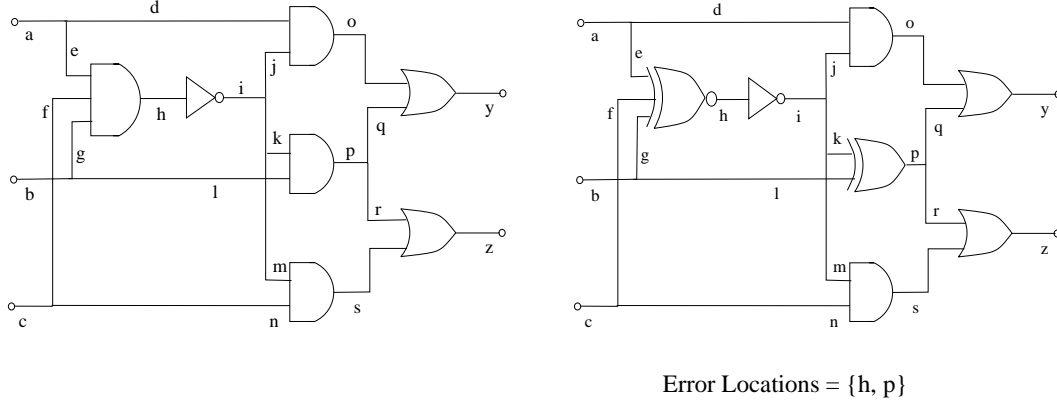 d
a
e
f
g
h
i
j
k
b
l
m
c
n
o
p
q
r
s
y
z
d
a
e
f
g
h
i
j
k
b
l
m
c
n
o
p
q
r
s
y
z
Error Locations = {h, p}